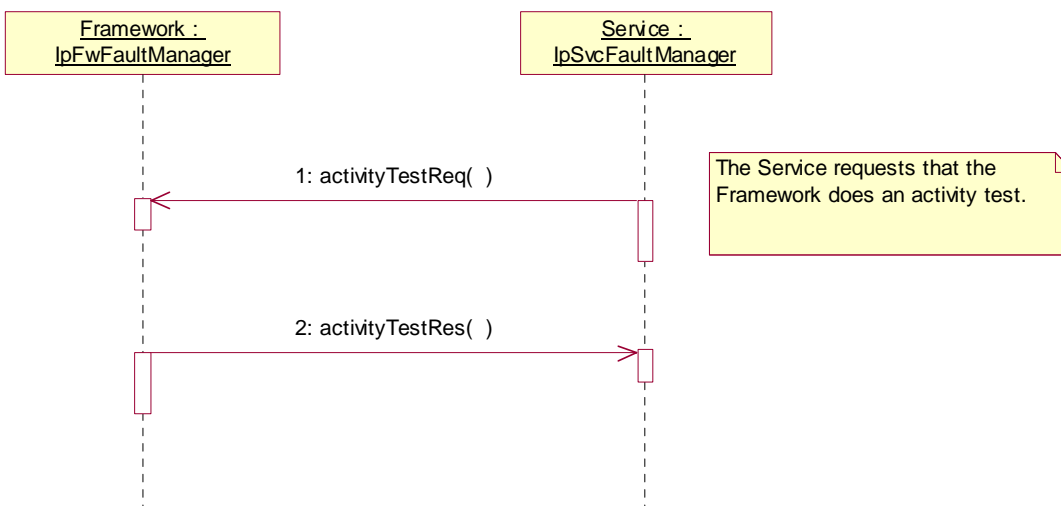 Framework :
IpFwFaultManager
Service :
IpSvcFaultManager
1: activityTestReq( )
The Service requests that the
Framework does an activity test.
2: activityTestRes( )